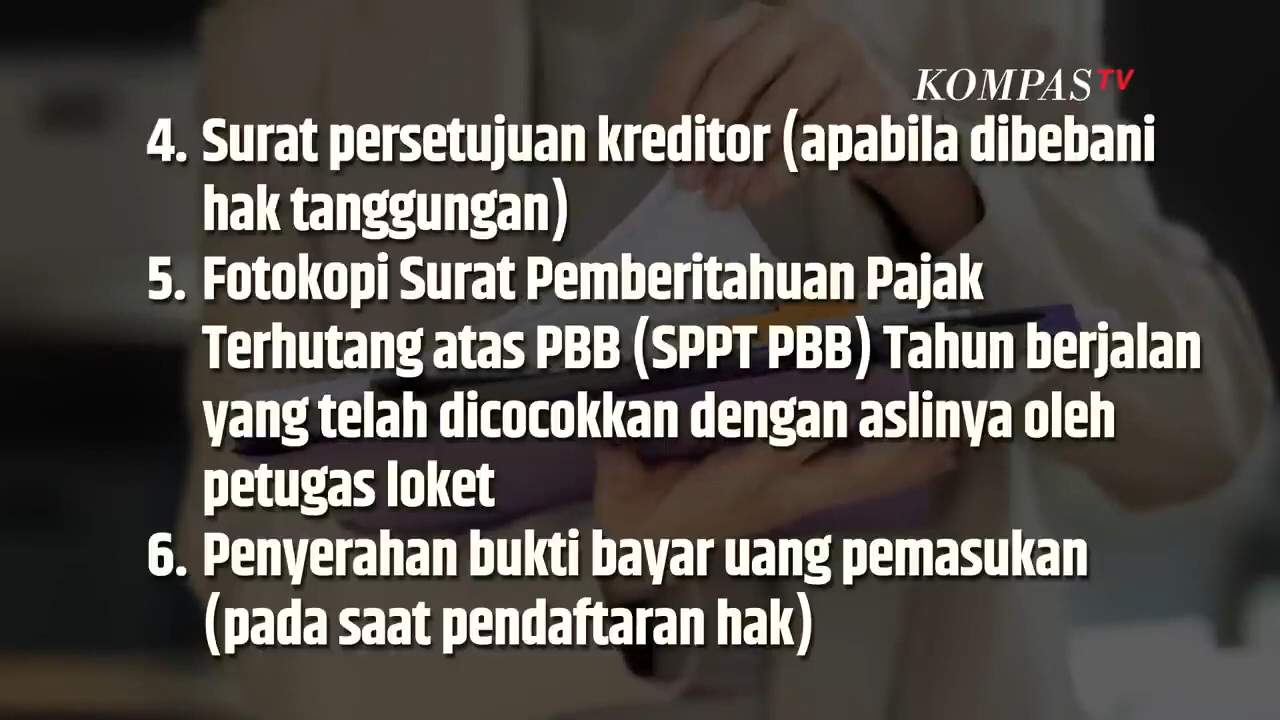 KOMPASTV
4. Surat persetujuan kreditor (apabila dibebani
hak tanggungan)
5. Fotokopi Surat Pemberitahuan Pajak
Terhutang atas PBB (SPPT PBB) Tahun berjalan
yang telah dicocokkan dengan aslinya oleh
petugas loket
6. Penyerahan bukti bayar uang pemasukan
(pada saat pendaftaran hak)